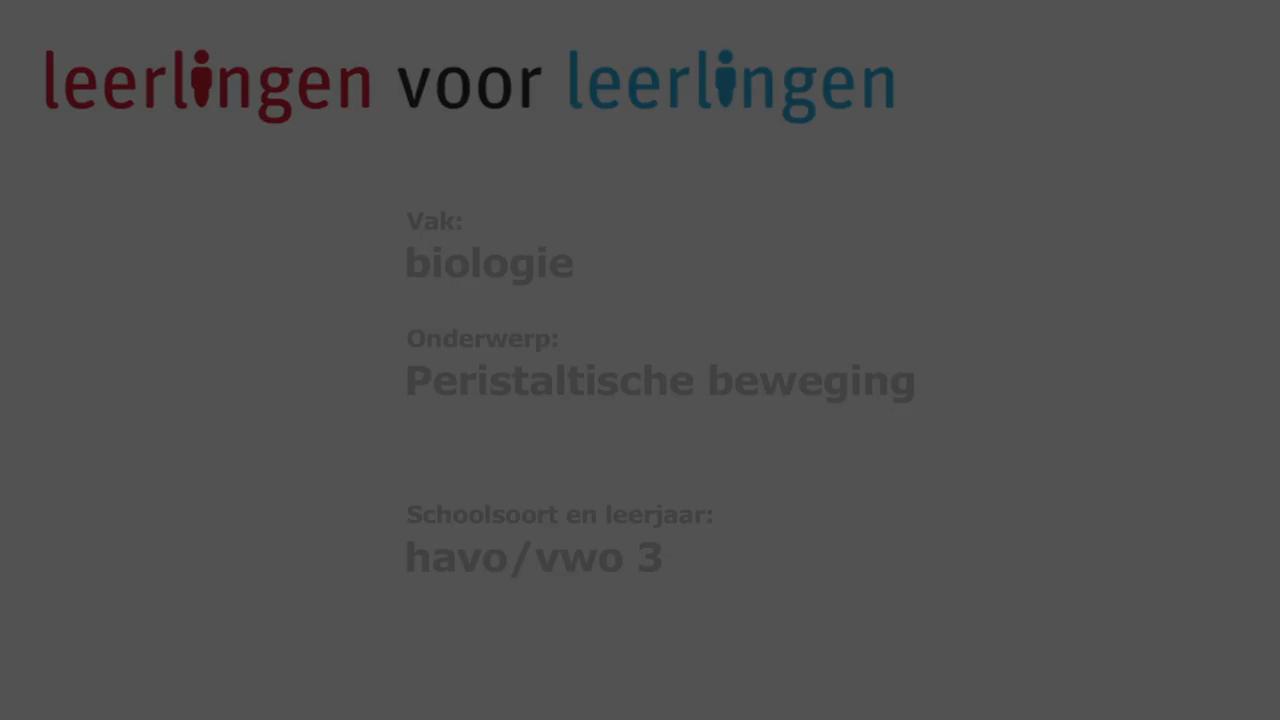 leerlingen voor leerlingen
Vak:
biologie
Onderwerp:
Peristaltische beweging
Schoolsoort en leerjaar:
havo/vwo 3